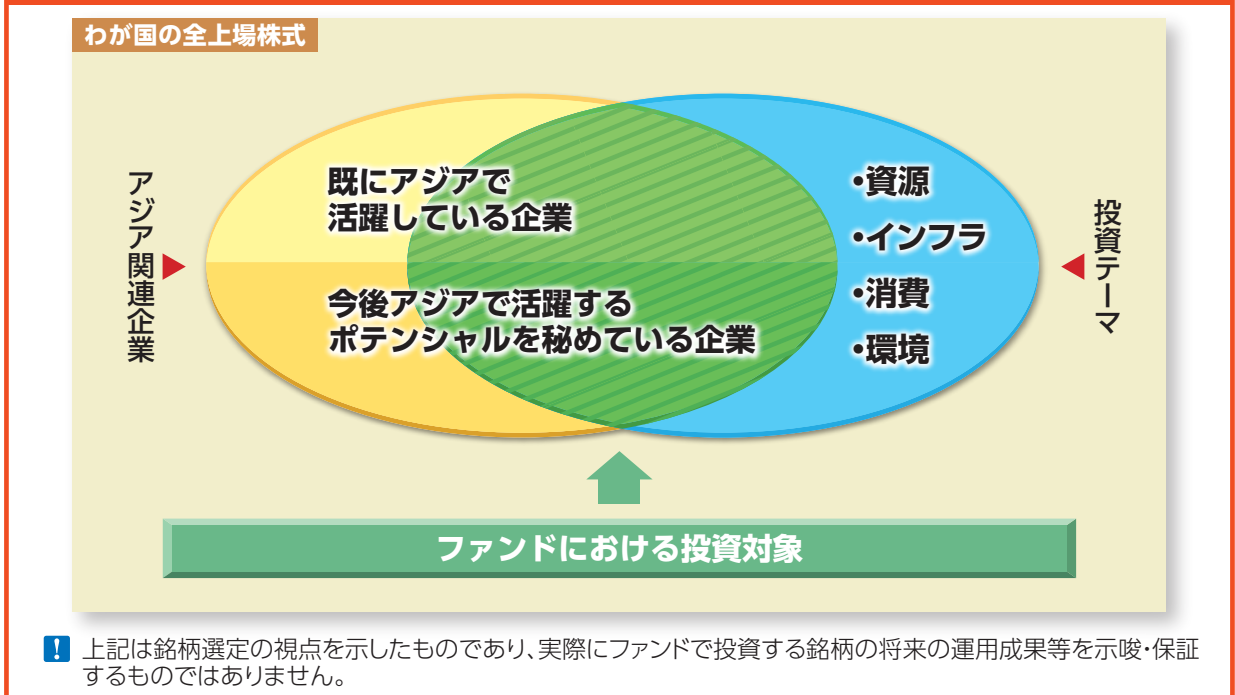 わが国の全上場株式
アジア関連企業
既にアジアで
活躍している企業
今後アジアで活躍する
ポテンシャルを秘めている企業
・資源
・インフラ
・消費
・環境
投資テーマ
ファンドにおける投資対象
! 上記は銘柄選定の視点を示したものであり、実際にファンドで投資する銘柄の将来の運用成果等を示唆・保証
するものではありません。